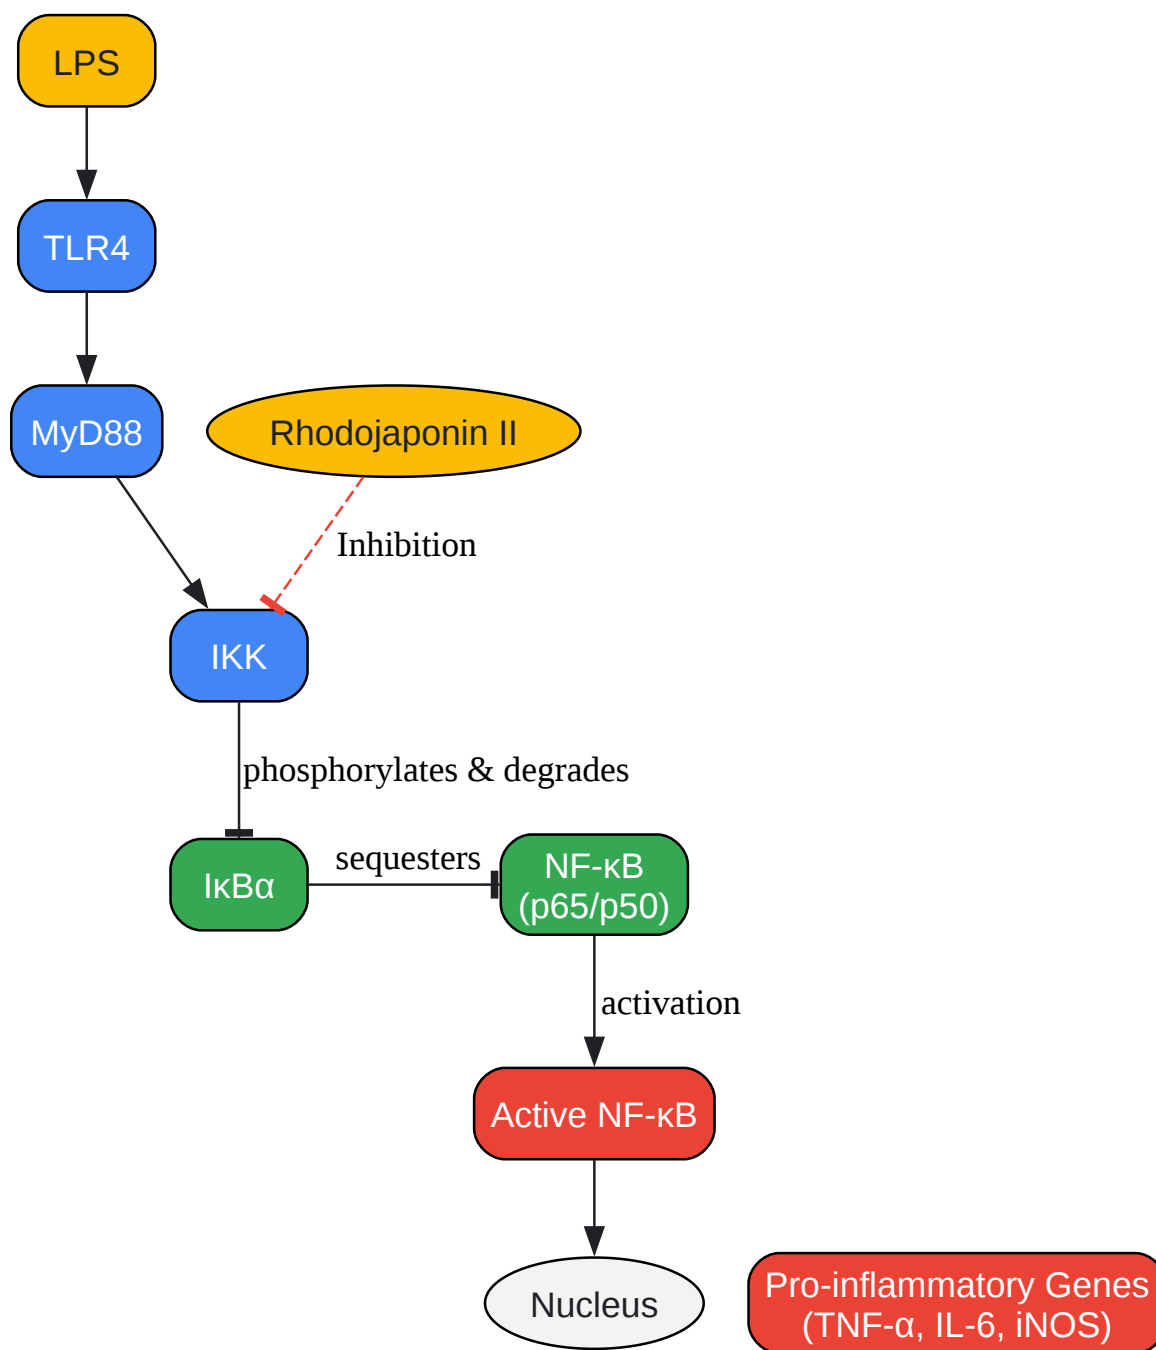 LPS
TLR4
MyD88
Rhodojaponin II
Inhibition
IKK
phosphorylates & degrades
IκBα
sequesters
NF-κB
(p65/p50)
activation
Active NF-κB
Nucleus
Pro-inflammatory Genes
(TNF-α, IL-6, iNOS)